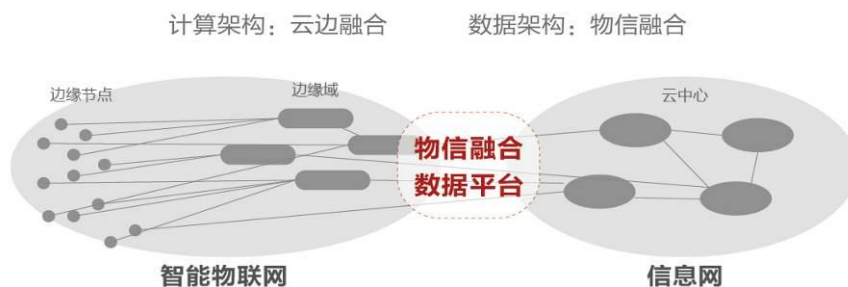 计算架构：云边融合 数据架构：物信融合
边缘节点 边缘域 云中心
物信融合
数据平台
智能物联网 信息网